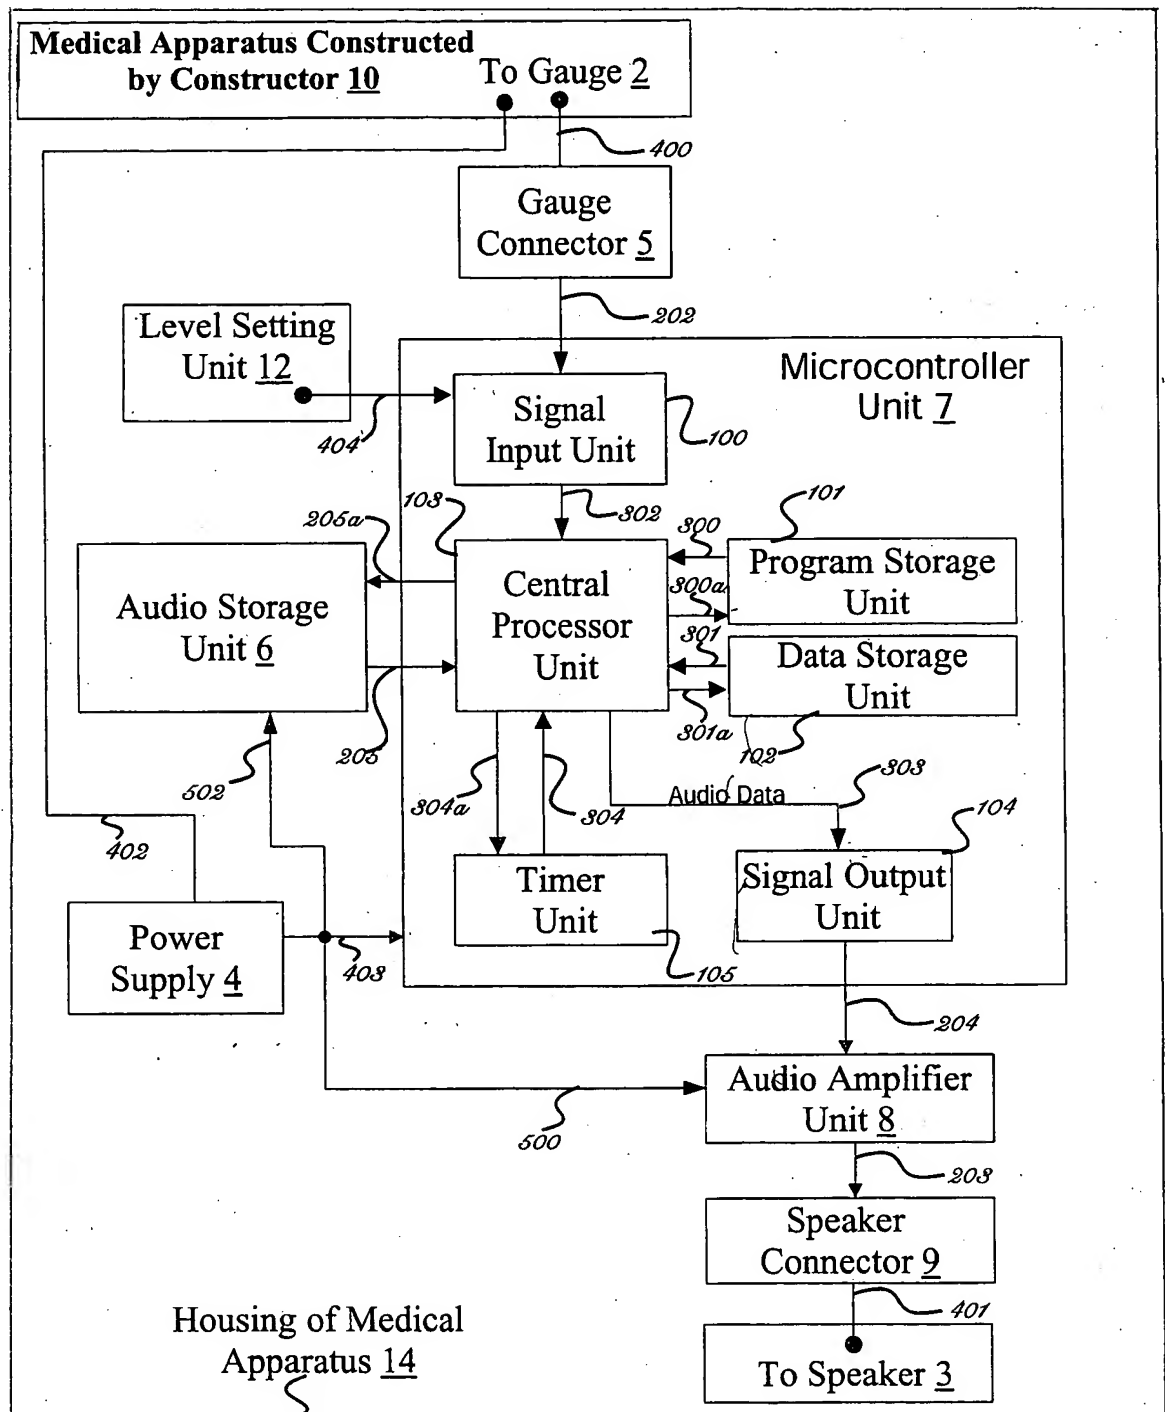 Medical Apparatus Constructed
by Constructor 10
To Gauge 2
400
Gauge
Connector 5
202
Level Setting
Unit 12
404
Microcontroller
Unit 7
Signal
Input Unit
100
103
302
101
205a
300
Program Storage
Unit
300a
Audio Storage
Unit 6
Central
Processor
Unit
301
Data Storage
Unit
301a
205
102
502
304a
304
Audio Data
303
104
402
Timer
Unit
Signal Output
Unit
Power
Supply 4
403
105
204
Audio Amplifier
Unit 8
500
203
Speaker
Connector 9
401
To Speaker 3
Housing of Medical
Apparatus 14